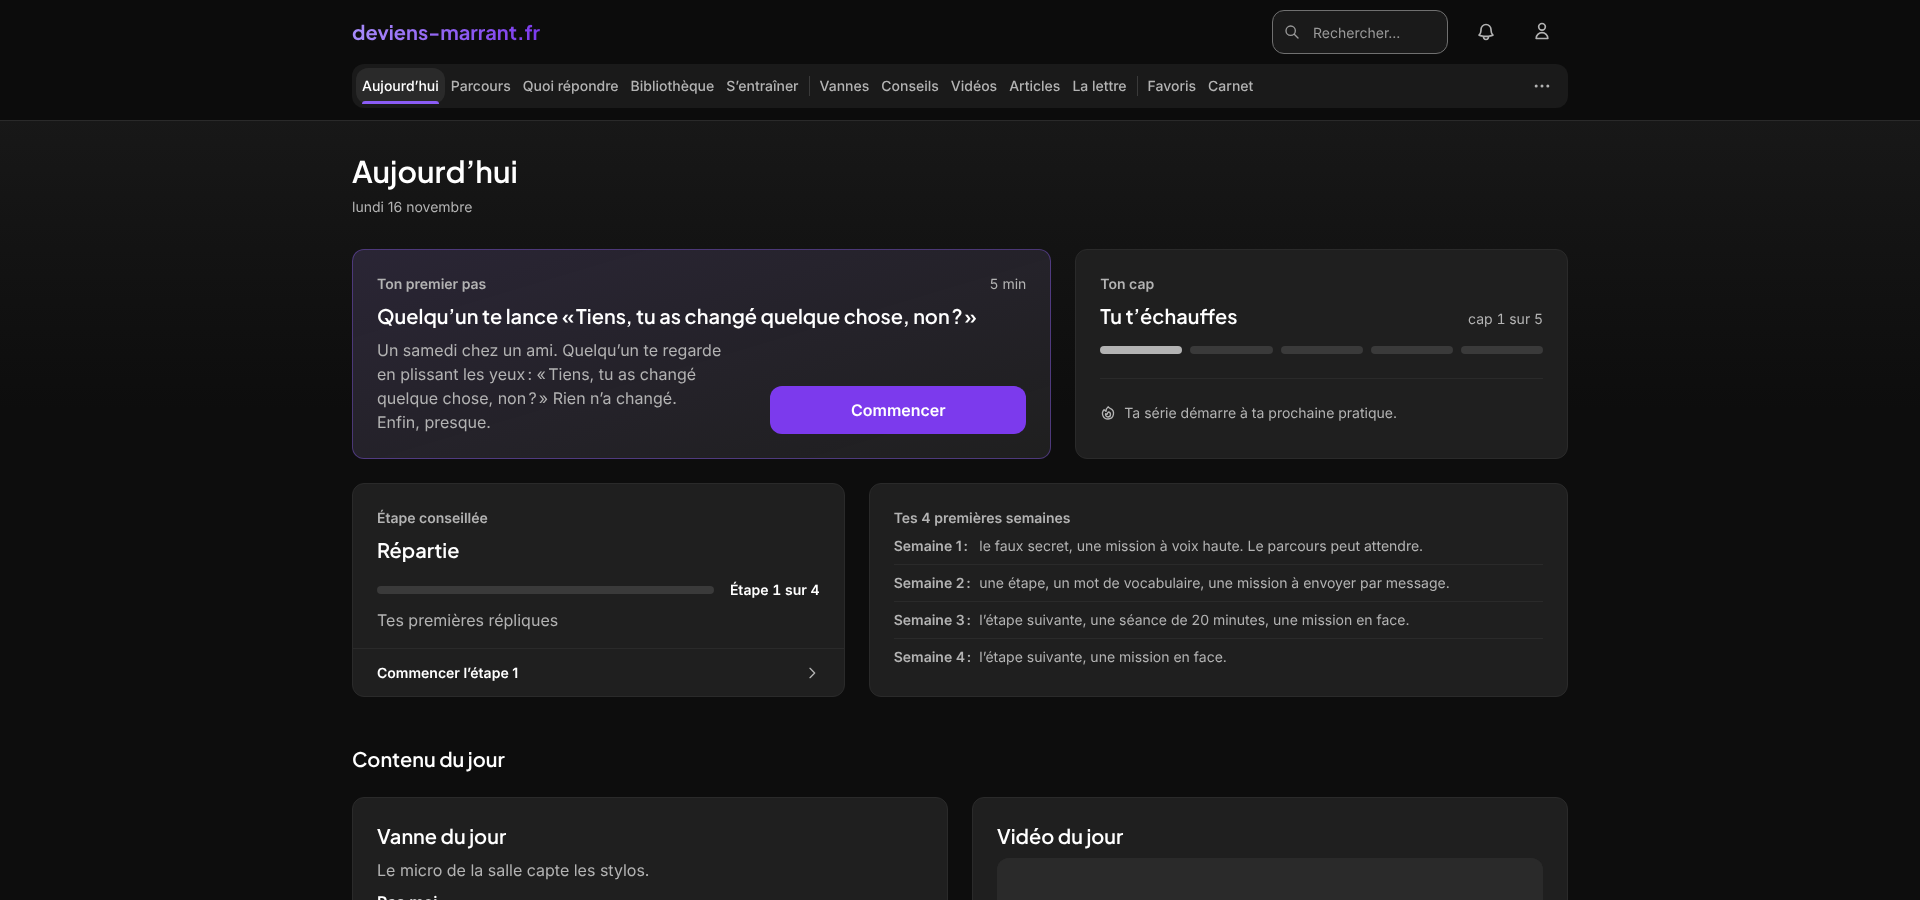 deviens-marrant.fr
Rechercher...
Aujourd’hui Parcours Quoi répondre Bibliothèque S’entraîner Vannes Conseils Vidéos Articles La lettre Favoris Carnet
Aujourd’hui
lundi 16 novembre
Ton premier pas
5 min
Quelqu’un te lance « Tiens, tu as changé quelque chose, non ? »
Un samedi chez un ami. Quelqu’un te regarde
en plissant les yeux : « Tiens, tu as changé
quelque chose, non ? » Rien n’a changé.
Enfin, presque.
Commencer
Ton cap
Tu t’échauffes
cap 1 sur 5
Ta série démarre à ta prochaine pratique.
Étape conseillée
Répartie
Étape 1 sur 4
Tes premières répliques
Commencer l’étape 1
Tes 4 premières semaines
Semaine 1 : le faux secret, une mission à voix haute. Le parcours peut attendre.
Semaine 2 : une étape, un mot de vocabulaire, une mission à envoyer par message.
Semaine 3 : l’étape suivante, une séance de 20 minutes, une mission en face.
Semaine 4 : l’étape suivante, une mission en face.
Contenu du jour
Vanne du jour
Le micro de la salle capte les stylos.
Vidéo du jour